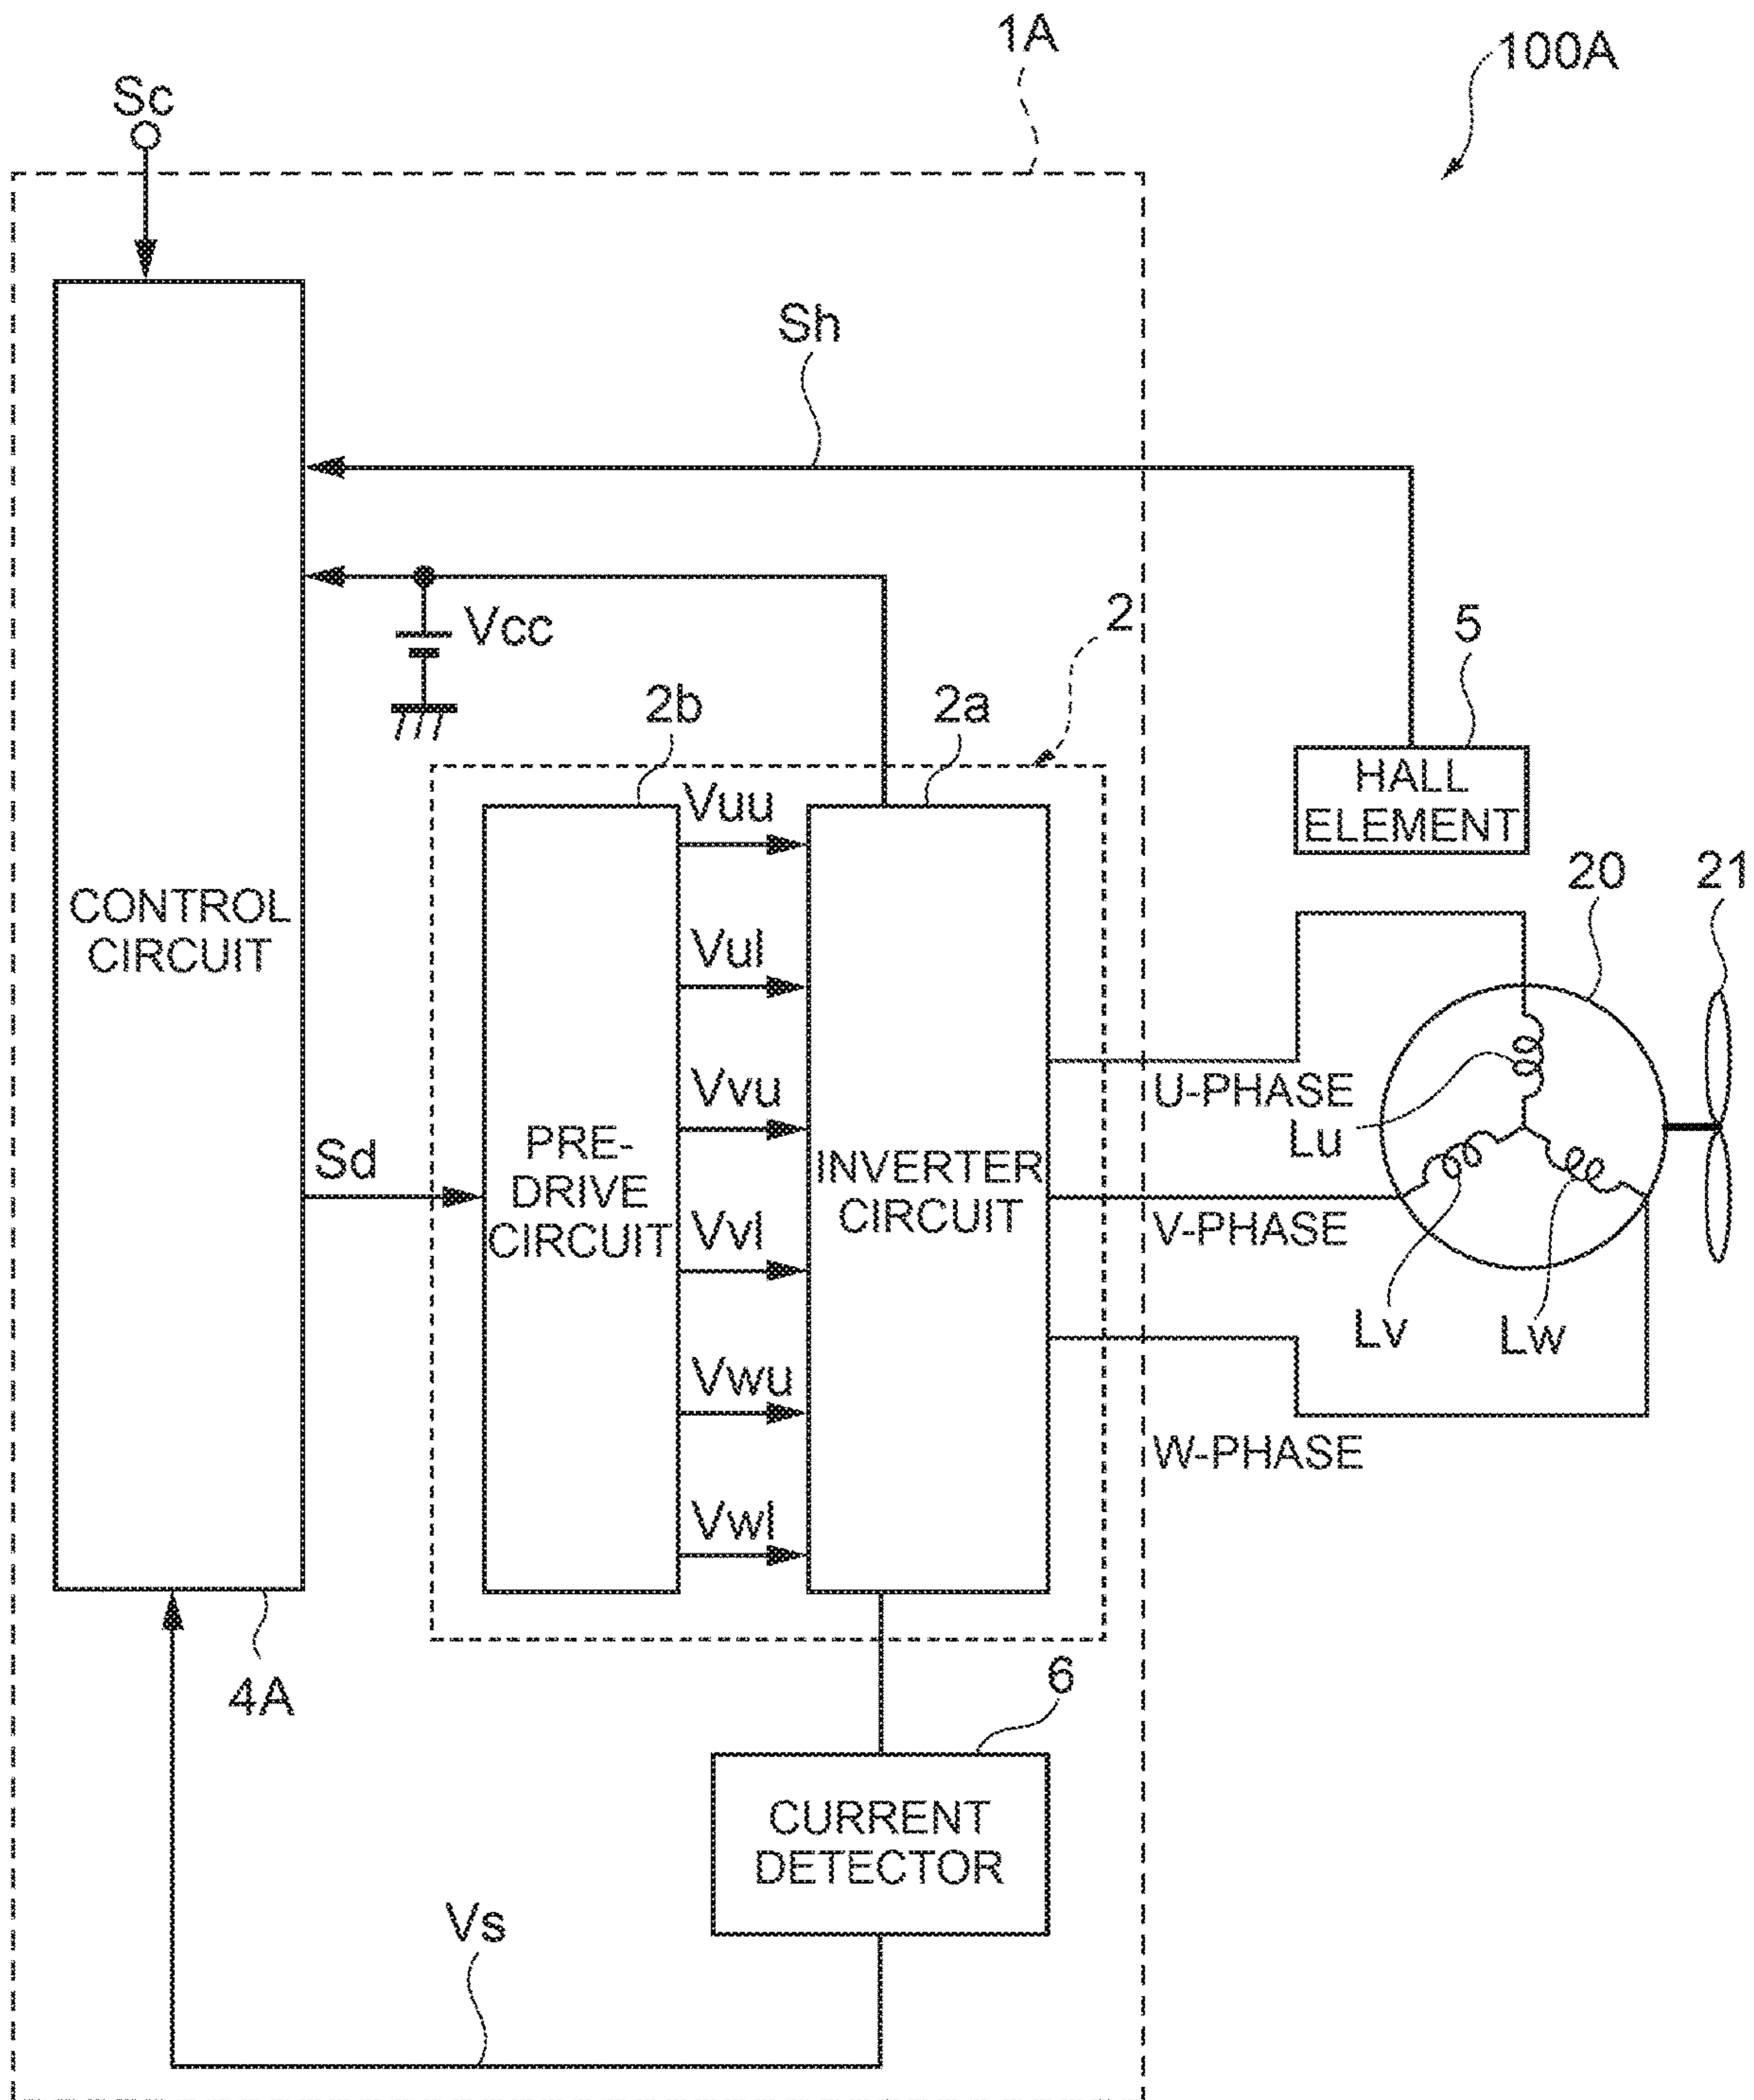 1A
100A
Sc
Sh
Vcc
2
5
2b
2a
HALL
ELEMENT
Vuu
20
21
CONTROL
CIRCUIT
Vul
Vvu
U-PHASE
Lu
Sd
PRE-
DRIVE
CIRCUIT
INVERTER
CIRCUIT
Vvl
V-PHASE
Lv
Lw
Vwu
W-PHASE
Vwl
4A
6
CURRENT
DETECTOR
Vs